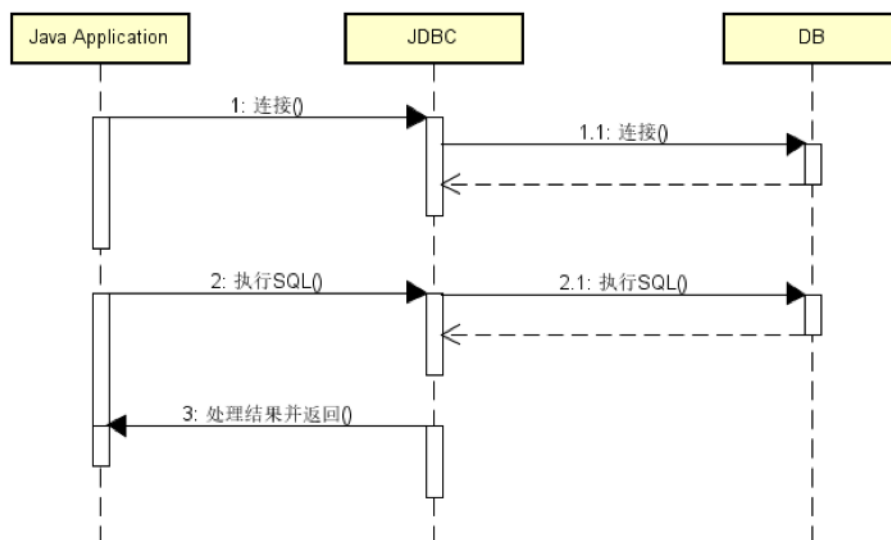 Java Application
JDBC
DB
1: 连接()
1.1: 连接()
2: 执行SQL()
2.1: 执行SQL()
3: 处理结果并返回()